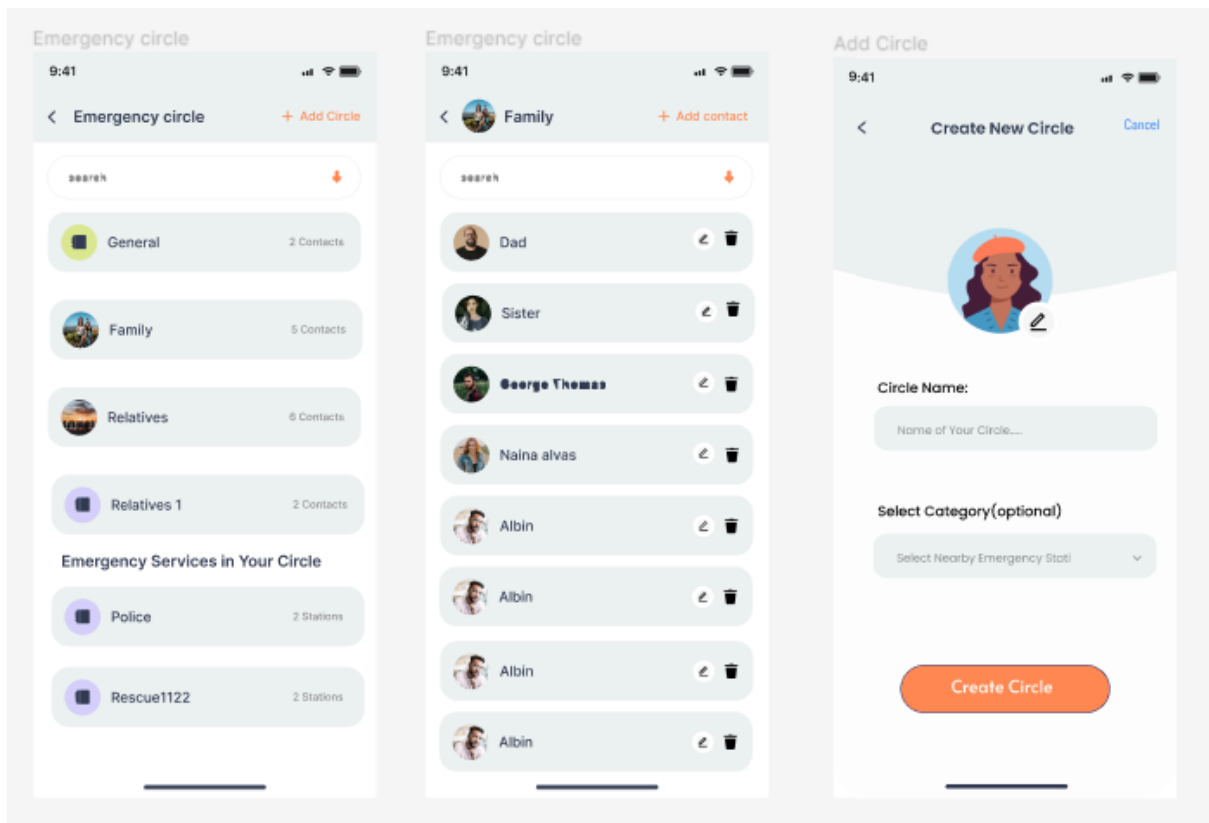 Emergency circle
9:41
Emergency circle
+ Add Circle
search
General
2 Contacts
Family
5 Contacts
Relatives
6 Contacts
Relatives 1
2 Contacts
Emergency Services in Your Circle
Police
2 Stations
Rescue1122
2 Stations
Emergency circle
9:41
Family
+ Add contact
search
Dad
Sister
George Thomas
Naina alvas
Albin
Albin
Albin
Albin
Add Circle
9:41
Create New Circle
Cancel
Circle Name:
Name of Your Circle....
Select Category(optional)
Select Nearby Emergency Stati
Create Circle